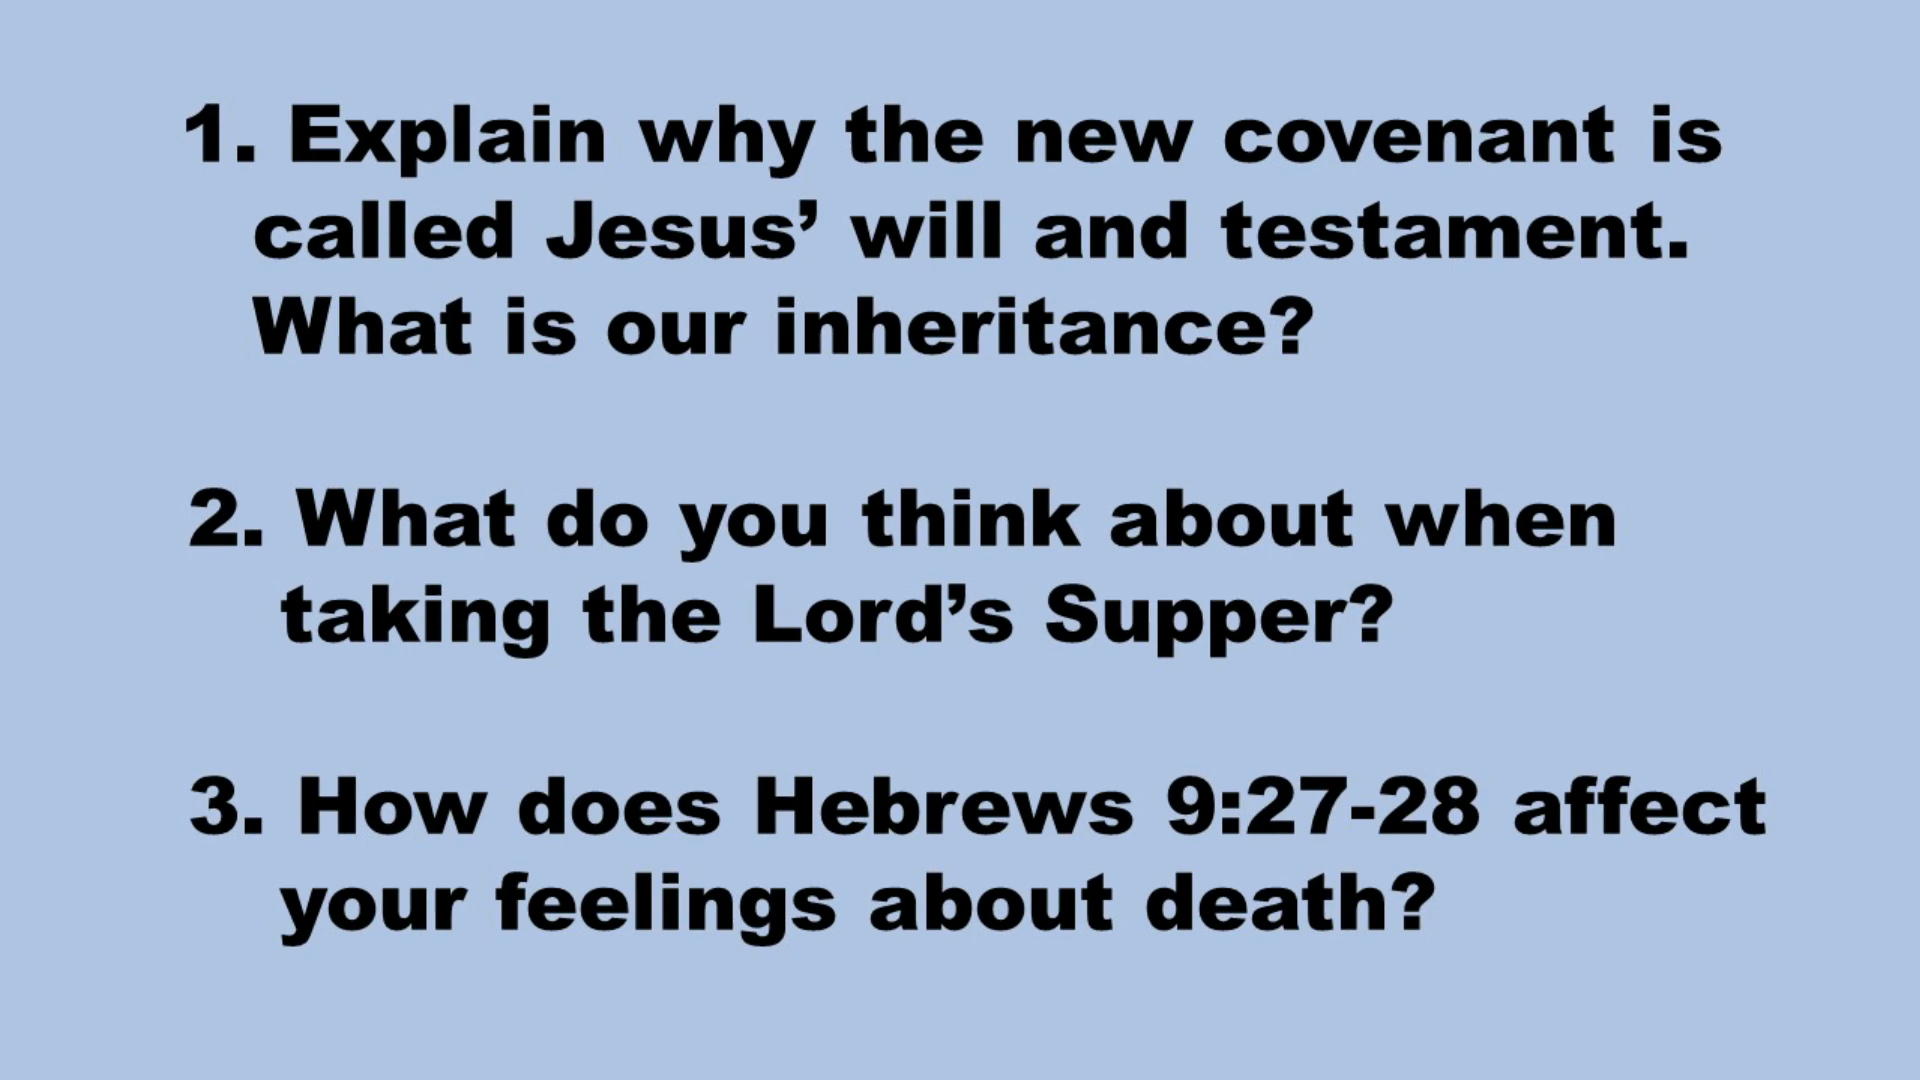 1. Explain why the new covenant is
called Jesus’ will and testament.
What is our inheritance?
2. What do you think about when
taking the Lord’s Supper?
3. How does Hebrews 9:27-28 affect
your feelings about death?